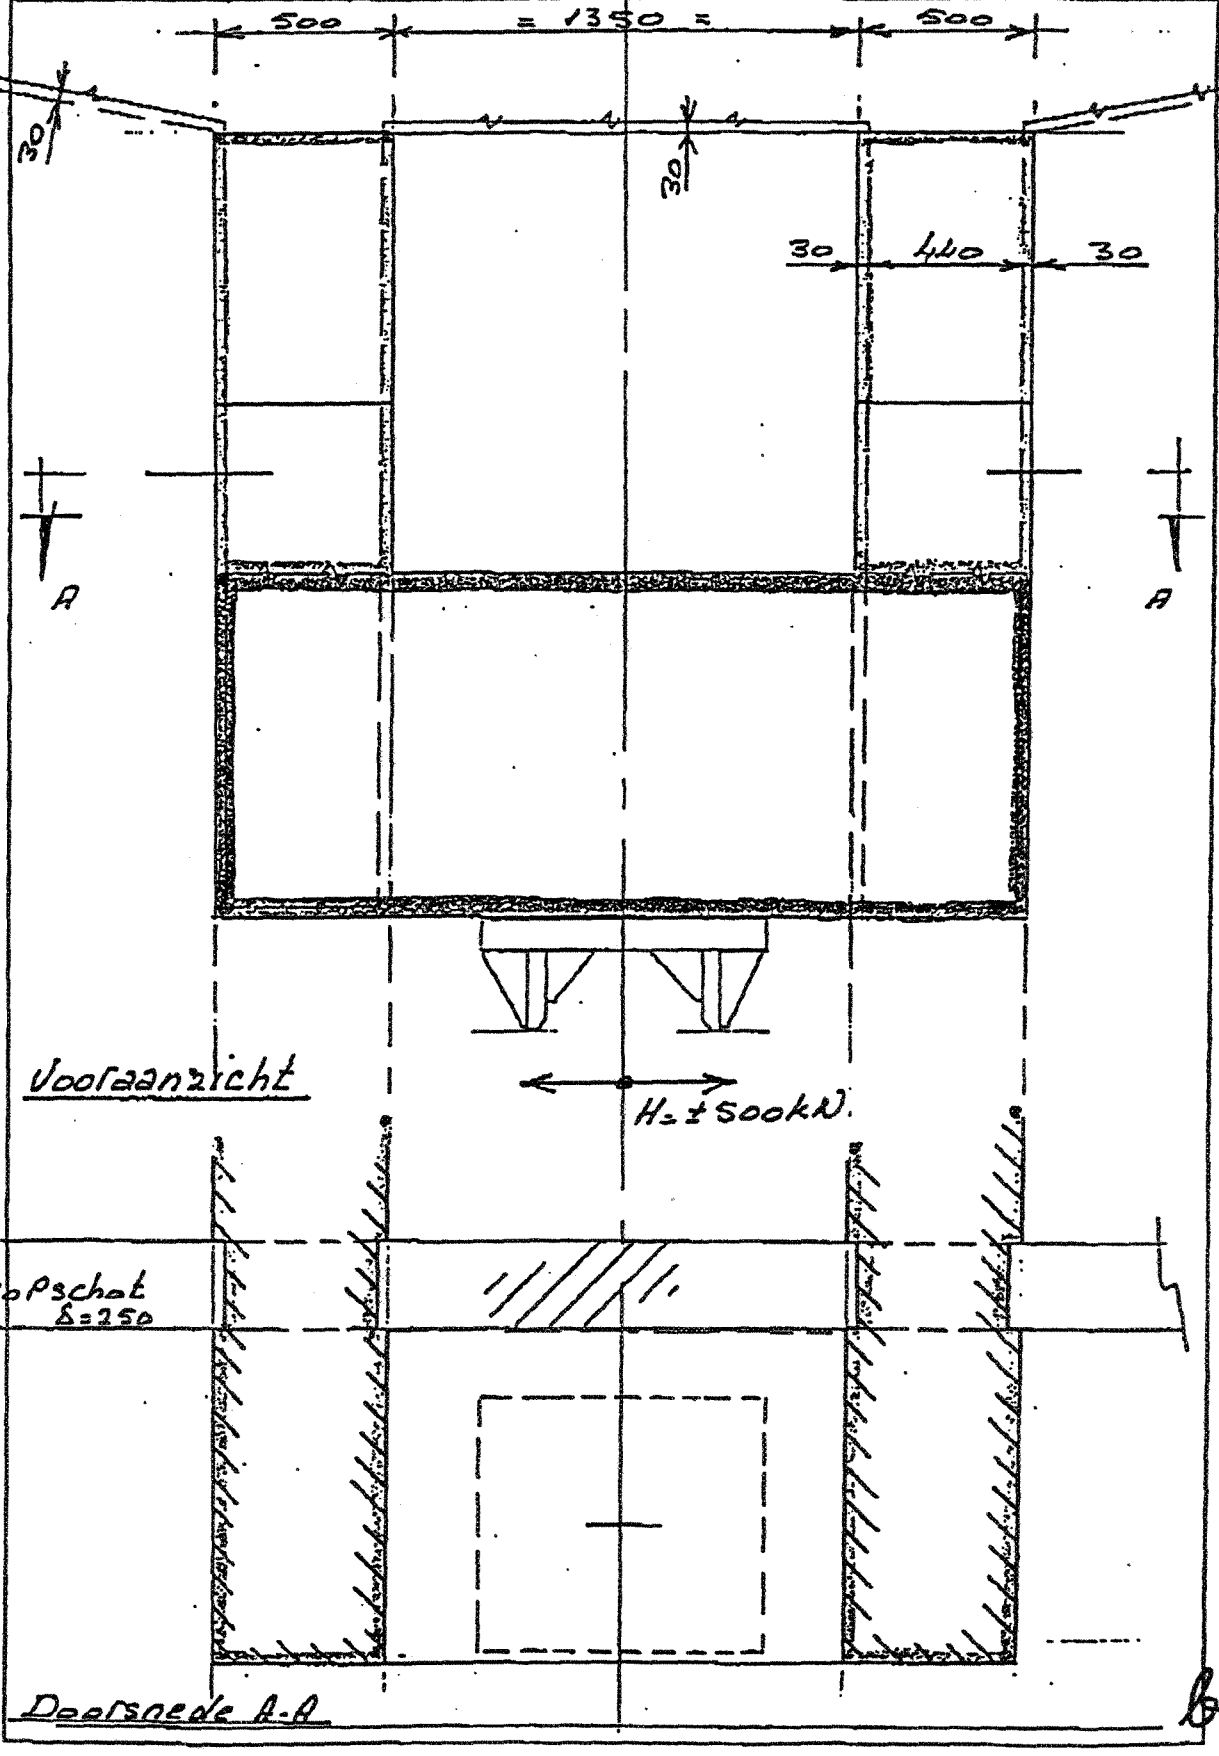 500 = 1350 = 500
30
30
30 440 30
A A
Vooraanzicht
H= ± 500kN.
opschot
δ=250
Doorsnede A-A
b